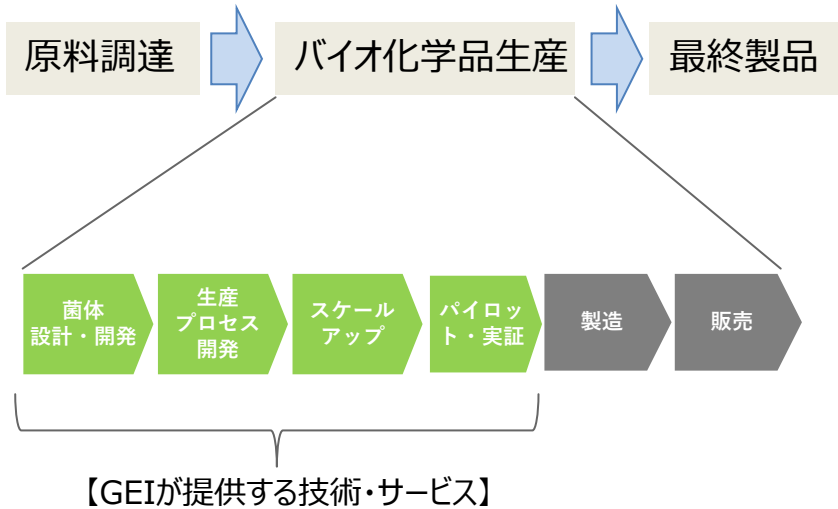 原料調達
バイオ化学品生産
最終製品
菌体
設計・開発
生産
プロセス
開発
スケール
アップ
パイロッ
ト・実証
製造
販売
【GEIが提供する技術・サービス】